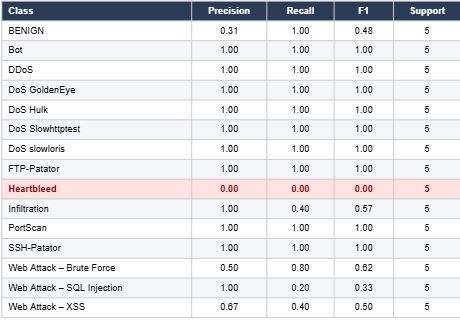 Class Precision Recall F1 Support
BENIGN 0.31 1.00 0.48 5
Bot 1.00 1.00 1.00 5
DDoS 1.00 1.00 1.00 5
DoS GoldenEye 1.00 1.00 1.00 5
DoS Hulk 1.00 1.00 1.00 5
DoS Slowhttptest 1.00 1.00 1.00 5
DoS slowloris 1.00 1.00 1.00 5
FTP-Patator 1.00 1.00 1.00 5
Heartbleed 0.00 0.00 0.00 5
Infiltration 1.00 0.40 0.57 5
PortScan 1.00 1.00 1.00 5
SSH-Patator 1.00 1.00 1.00 5
Web Attack – Brute Force 0.50 0.80 0.62 5
Web Attack – SQL Injection 1.00 0.20 0.33 5
Web Attack – XSS 0.67 0.40 0.50 5